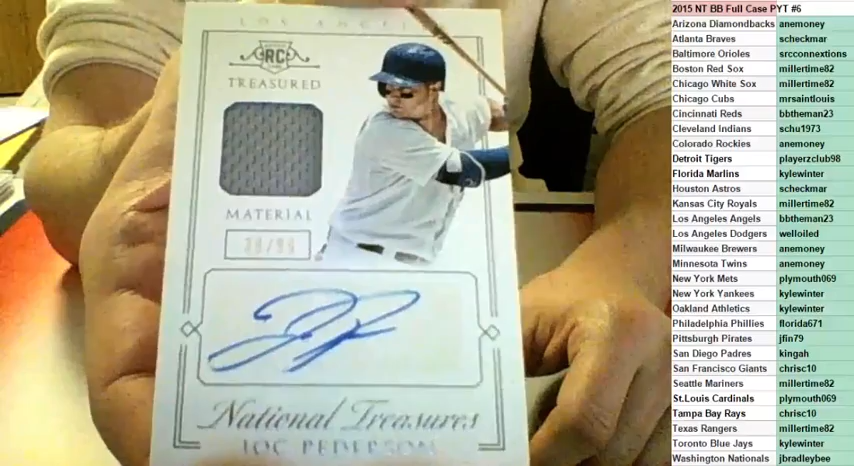 LOS ANGEL
RC
TREASURED
MATERIAL
National Treasures
JOC PEDERSON
2015 NT BB Full Case PYT #6
Arizona Diamondbacks anemoney
Atlanta Braves scheckmar
Baltimore Orioles srcconnextions
Boston Red Sox millertime82
Chicago White Sox millertime82
Chicago Cubs mrsaintlouis
Cincinnati Reds bbtheman23
Cleveland Indians schu1973
Colorado Rockies anemoney
Detroit Tigers playerzclub98
Florida Marlins kylewinter
Houston Astros scheckmar
Kansas City Royals millertime82
Los Angeles Angels bbtheman23
Los Angeles Dodgers welloiled
Milwaukee Brewers anemoney
Minnesota Twins anemoney
New York Mets plymouth069
New York Yankees kylewinter
Oakland Athletics kylewinter
Philadelphia Phillies florida671
Pittsburgh Pirates jfin79
San Diego Padres kingah
San Francisco Giants chrisc10
Seattle Mariners millertime82
St.Louis Cardinals plymouth069
Tampa Bay Rays chrisc10
Texas Rangers millertime82
Toronto Blue Jays kylewinter
Washington Nationals jbradleybee